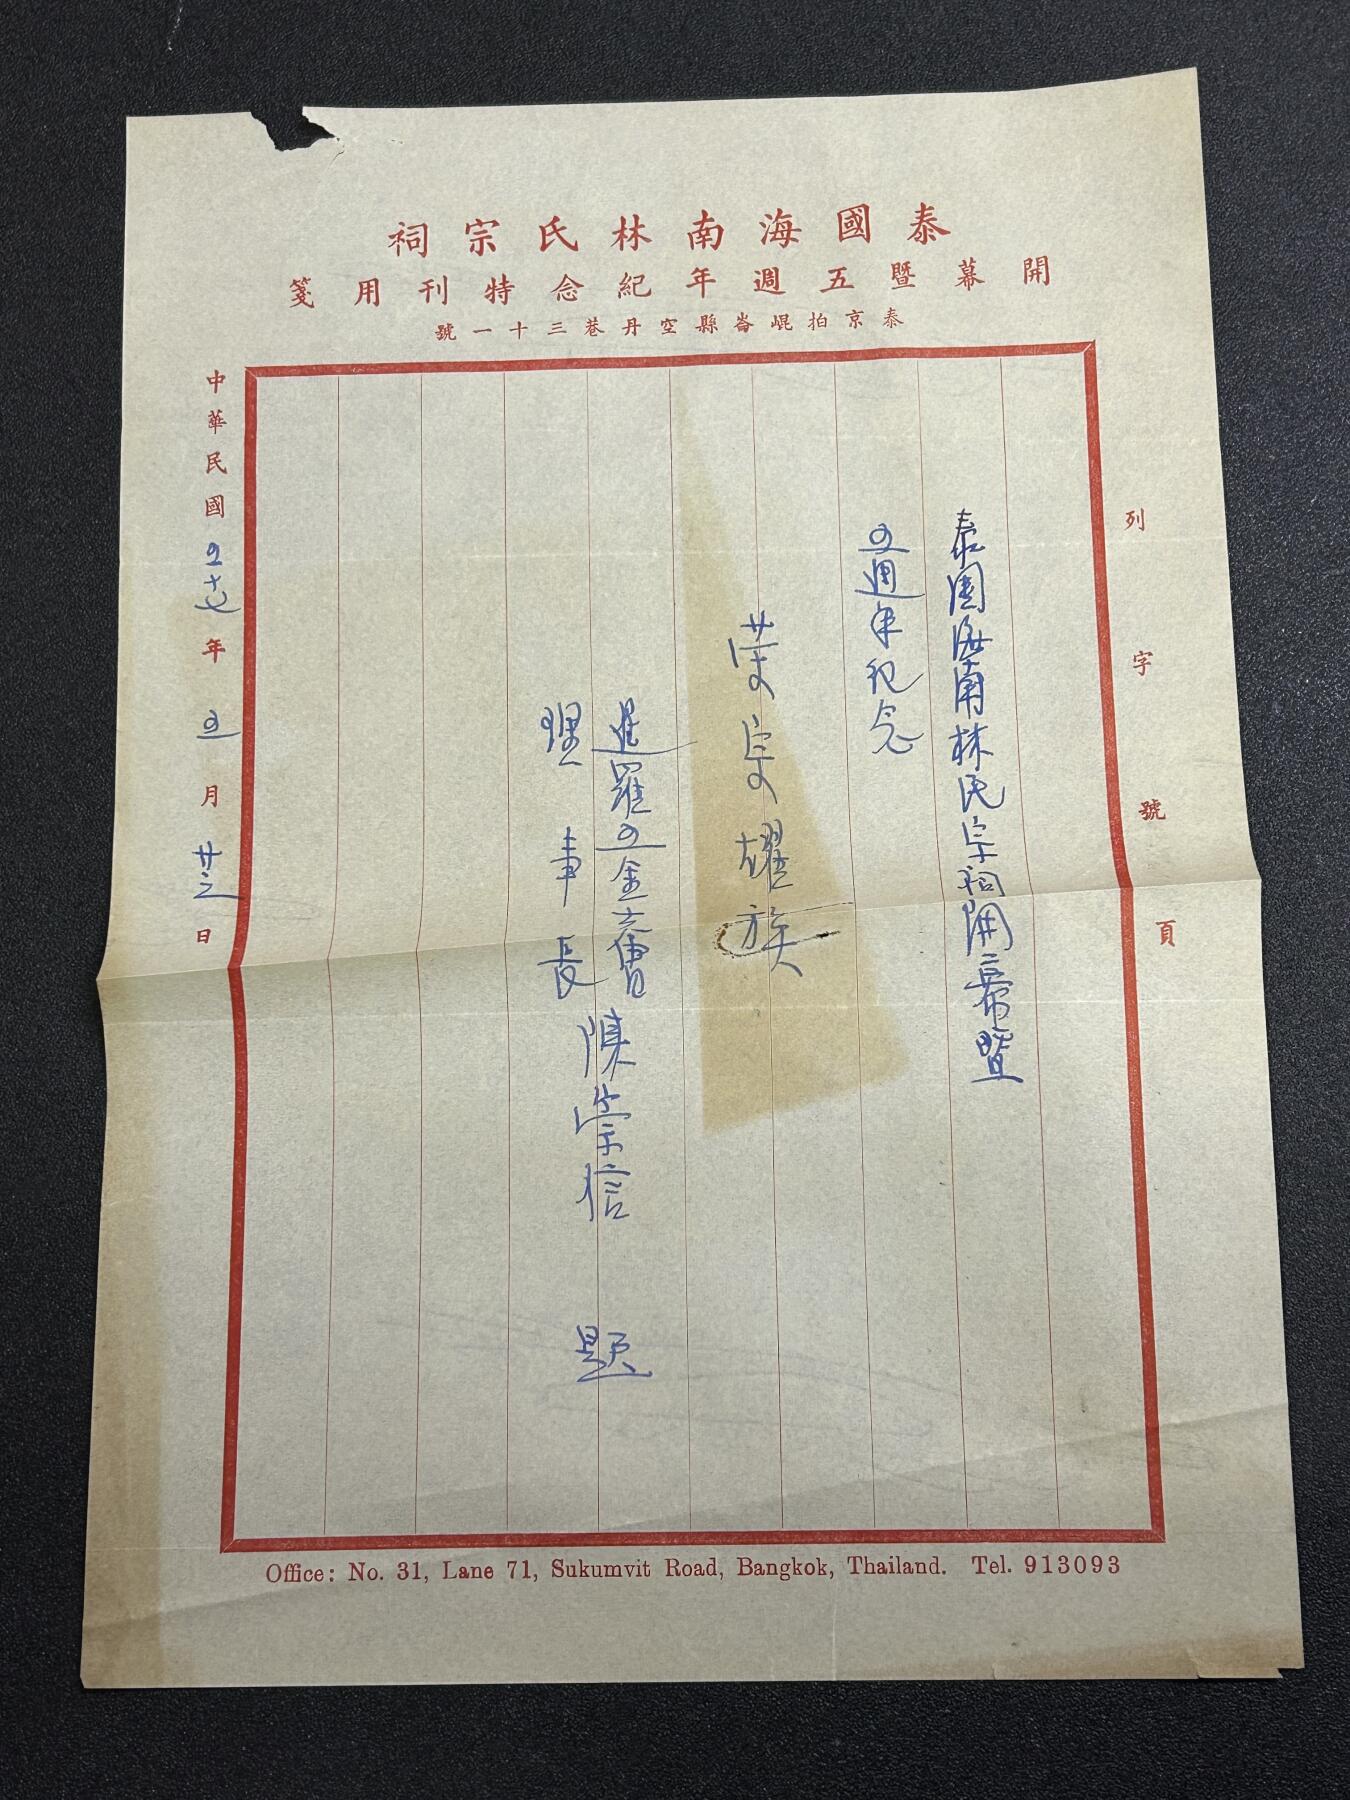 泰國海南林氏宗祠
開幕暨五週年紀念特刊用箋
泰京拍崐崙縣空丹巷三十一號
列字號頁
泰國海南林氏宗祠開幕暨
五週年紀念
榮宗耀族
暹羅五金公會
理事長
陳崇信
題
中華民國五十七年五月廿三日
Office: No. 31, Lane 71, Sukumvit Road, Bangkok, Thailand. Tel. 913093